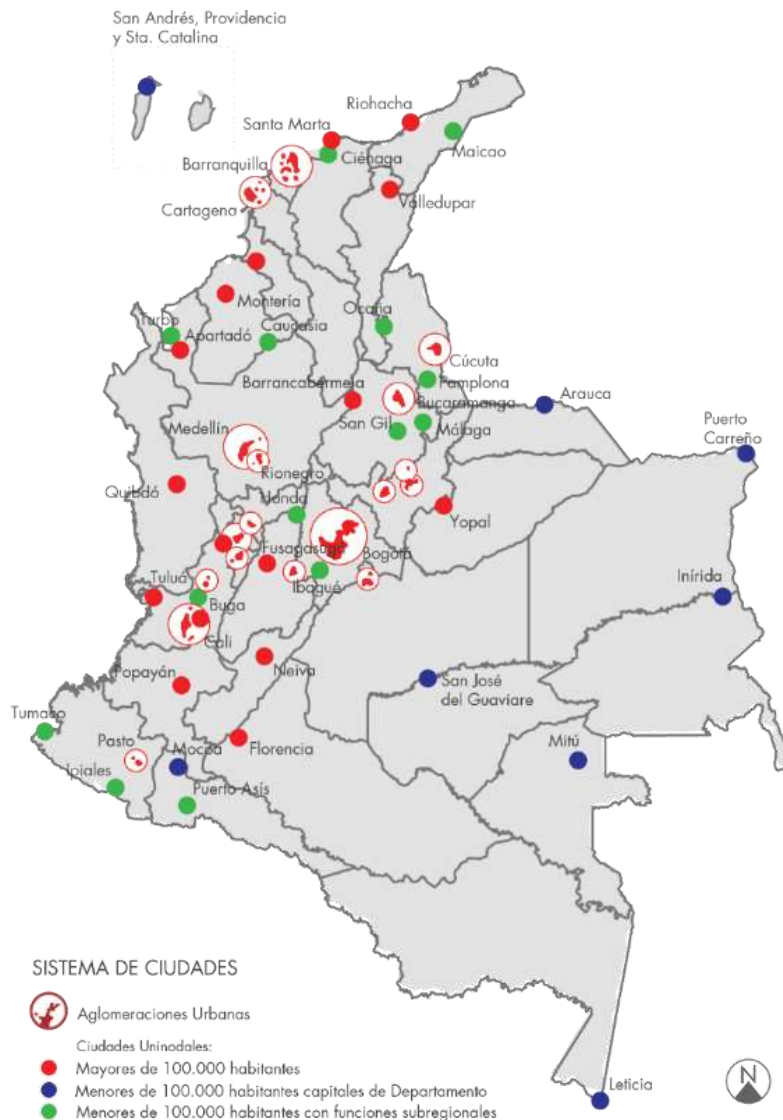 San Andrés, Providencia
y Sta. Catalina
Riohacha
Santa Marta
Ciénaga
Maicao
Barranquilla
Cartagena
Valledupar
Montería
Ocaña
Turbo
Apartadó
Caucasia
Cúcuta
Barrancabermeja
Pamplona
Bucaramanga
Arauca
Medellín
San Gil
Málaga
Puerto
Carreño
Rionegro
Quibdó
Honda
Yopal
Fusagasuga
Bogotá
Tuluá
Ibagué
Inírida
Buga
Cali
Popayán
Neiva
San José
del Guaviare
Tumaco
Pasto
Mocoa
Florencia
Mitú
Ipiales
Puerto Asís
SISTEMA DE CIUDADES
Aglomeraciones Urbanas
Ciudades Uninodales:
Mayores de 100.000 habitantes
Menores de 100.000 habitantes capitales de Departamento
Menores de 100.000 habitantes con funciones subregionales
N
Leticia